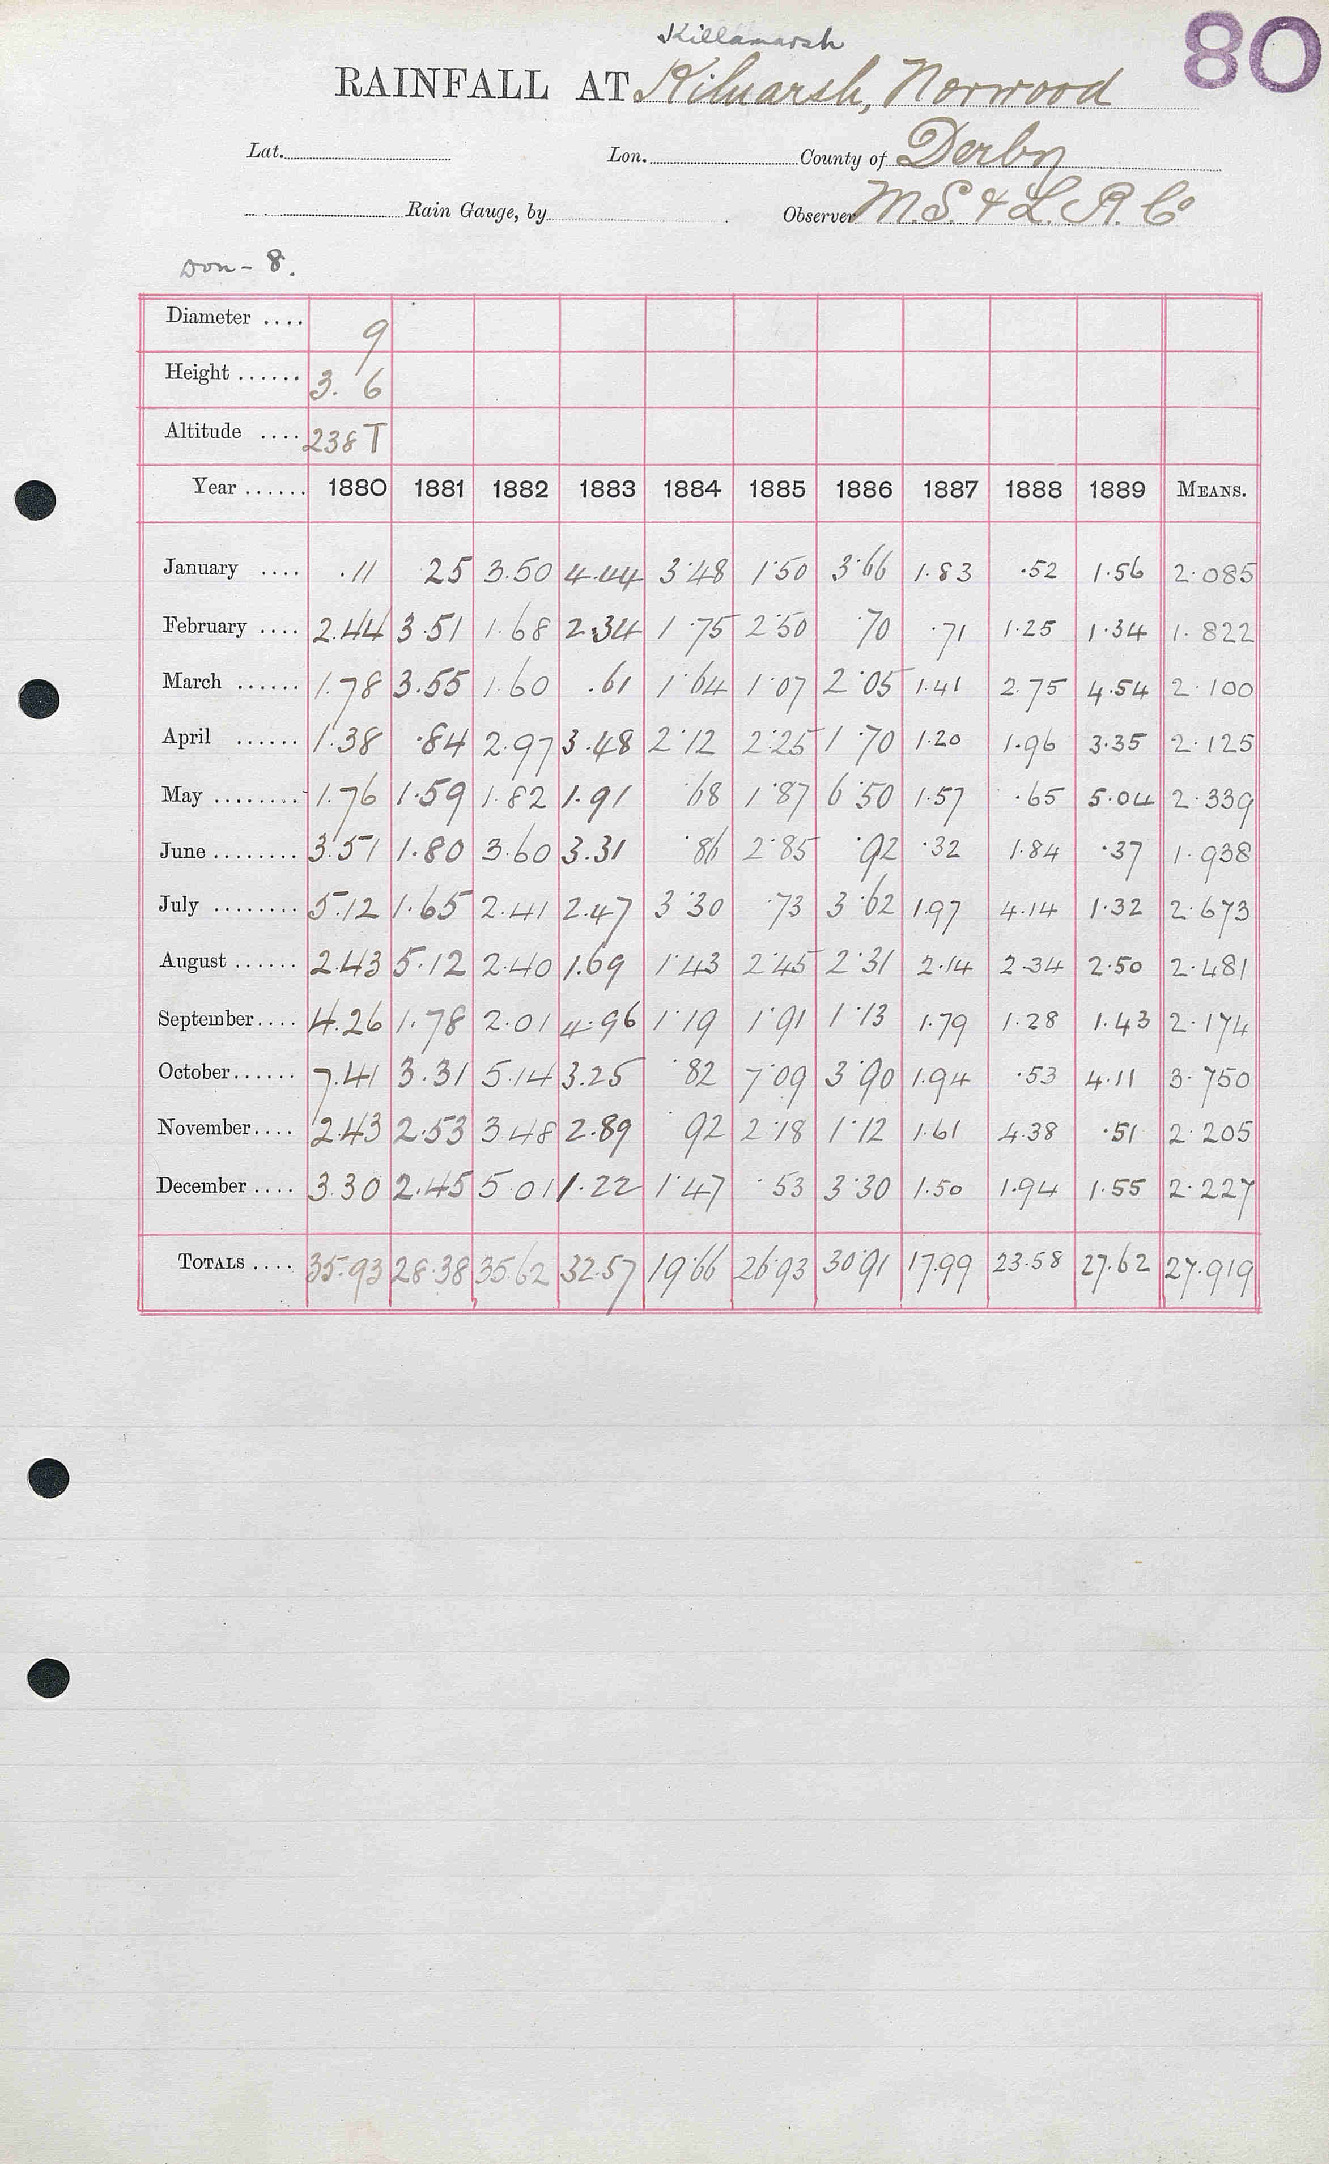 Killamarsh
80
RAINFALL AT Kilnarsh, Norwood
Lat. Lon. County of Derby
Rain Gauge, by Observer M.S. & L. R. Co
Don - 8.
Diameter .... 9
Height ...... 3. 6
Altitude .... 238 T
Year ...... 1880 1881 1882 1883 1884 1885 1886 1887 1888 1889 MEANS.
January .... .11 .25 3.50 4.44 3.48 1.50 3.66 1.83 .52 1.56 2.085
February .... 2.44 3.51 1.68 2.34 1.75 2.50 .70 .71 1.25 1.34 1.822
March ...... 1.78 3.55 1.60 .61 1.64 1.07 2.05 1.41 2.75 4.54 2.100
April ...... 1.38 .84 2.97 3.48 2.12 2.25 1.70 1.20 1.96 3.35 2.125
May ........ 1.76 1.59 1.82 1.91 .68 1.87 6.50 1.57 .65 5.04 2.339
June ........ 3.51 1.80 3.60 3.31 .86 2.85 .92 .32 1.84 .37 1.938
July ........ 5.12 1.65 2.41 2.47 3.30 .73 3.62 1.97 4.14 1.32 2.673
August ...... 2.43 5.12 2.40 1.69 1.43 2.45 2.31 2.14 2.34 2.50 2.481
September .... 4.26 1.78 2.01 4.96 1.19 1.91 1.13 1.79 1.28 1.43 2.174
October ...... 7.41 3.31 5.14 3.25 .82 7.09 3.90 1.94 .53 4.11 3.750
November .... 2.43 2.53 3.48 2.89 92 2.18 1.12 1.61 4.38 .51 2.205
December .... 3.30 2.45 5.01 1.22 1.47 .53 3.30 1.50 1.94 1.55 2.227
TOTALS .... 35.93 28.38 35.62 32.57 19.66 26.93 30.91 17.99 23.58 27.62 27.919